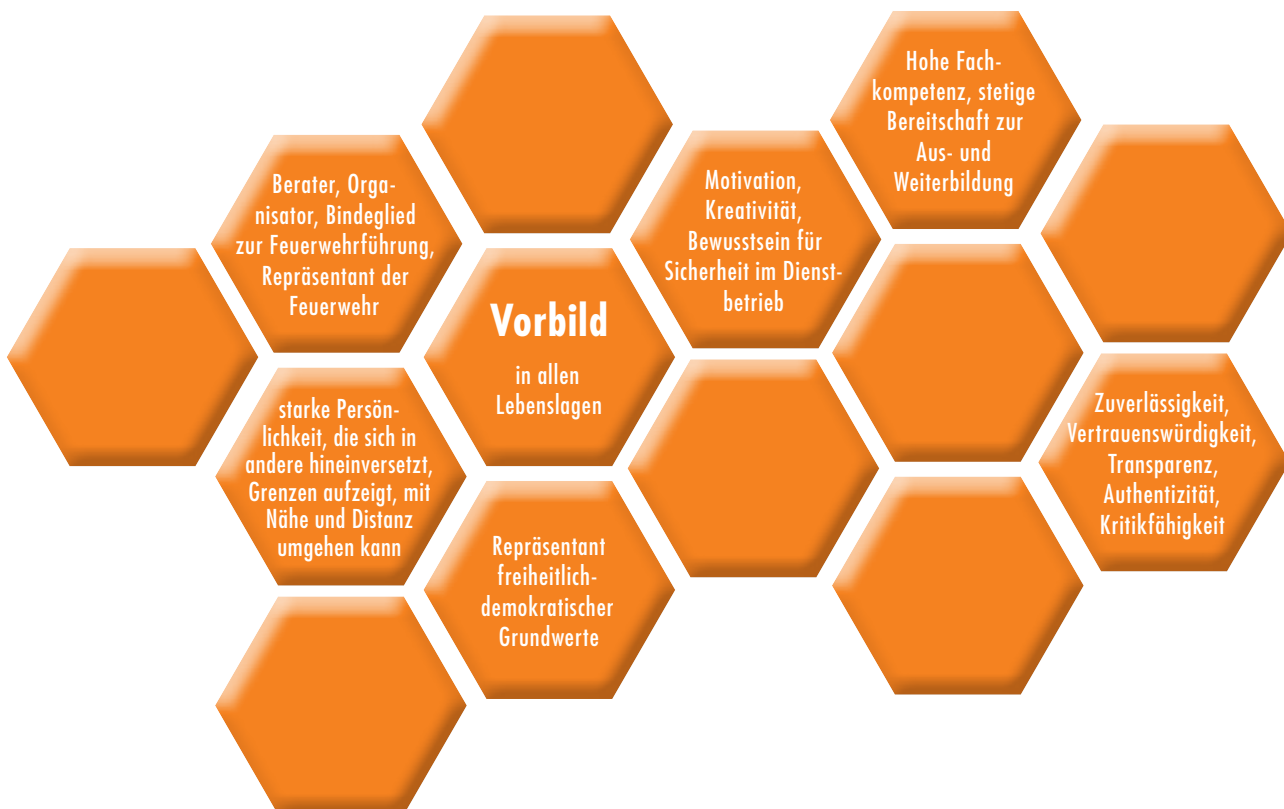 Hohe Fach-
kompetenz, stetige
Bereitschaft zur
Aus- und
Weiterbildung
Berater, Orga-
nisator, Bindeglied
zur Feuerwehrführung,
Repräsentant der
Feuerwehr
Motivation,
Kreativität,
Bewusstsein für
Sicherheit im Dienst-
betrieb
Vorbild
in allen
Lebenslagen
starke Persön-
lichkeit, die sich in
andere hineinversetzt,
Grenzen aufzeigt, mit
Nähe und Distanz
umgehen kann
Zuverlässigkeit,
Vertrauenswürdigkeit,
Transparenz,
Authentizität,
Kritikfähigkeit
Repräsentant
freiheitlich-
demokratischer
Grundwerte